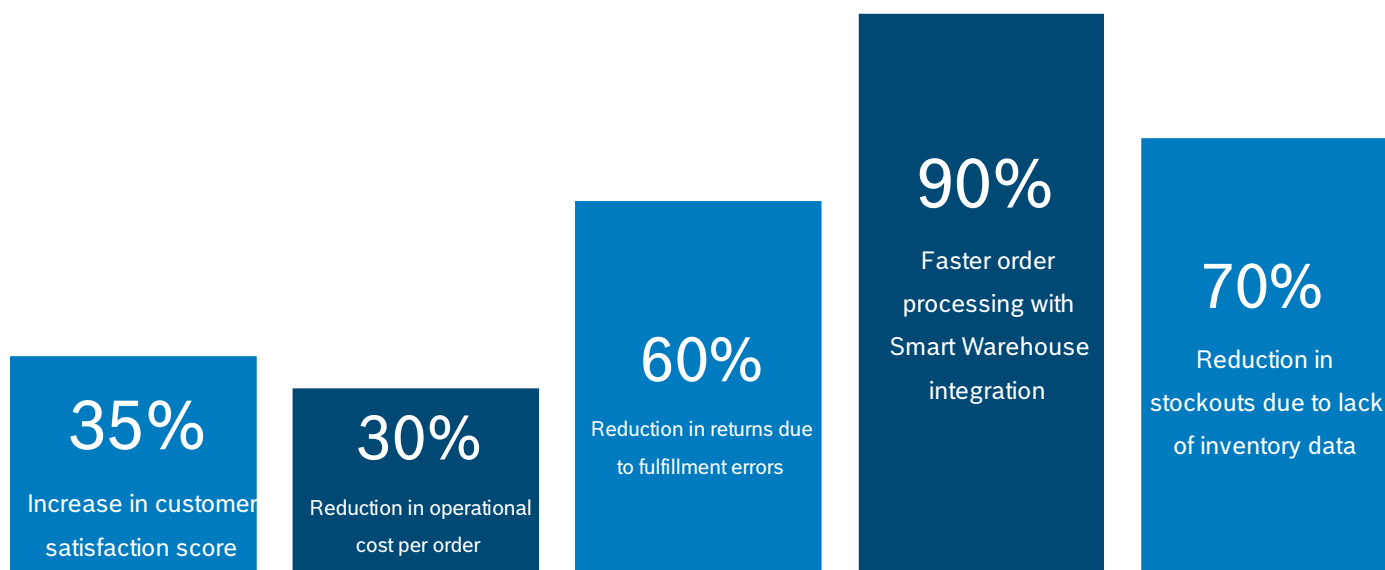 35%
Increase in customer
satisfaction score
30%
Reduction in operational
cost per order
60%
Reduction in returns due
to fulfillment errors
90%
Faster order
processing with
Smart Warehouse
integration
70%
Reduction in
stockouts due to lack
of inventory data